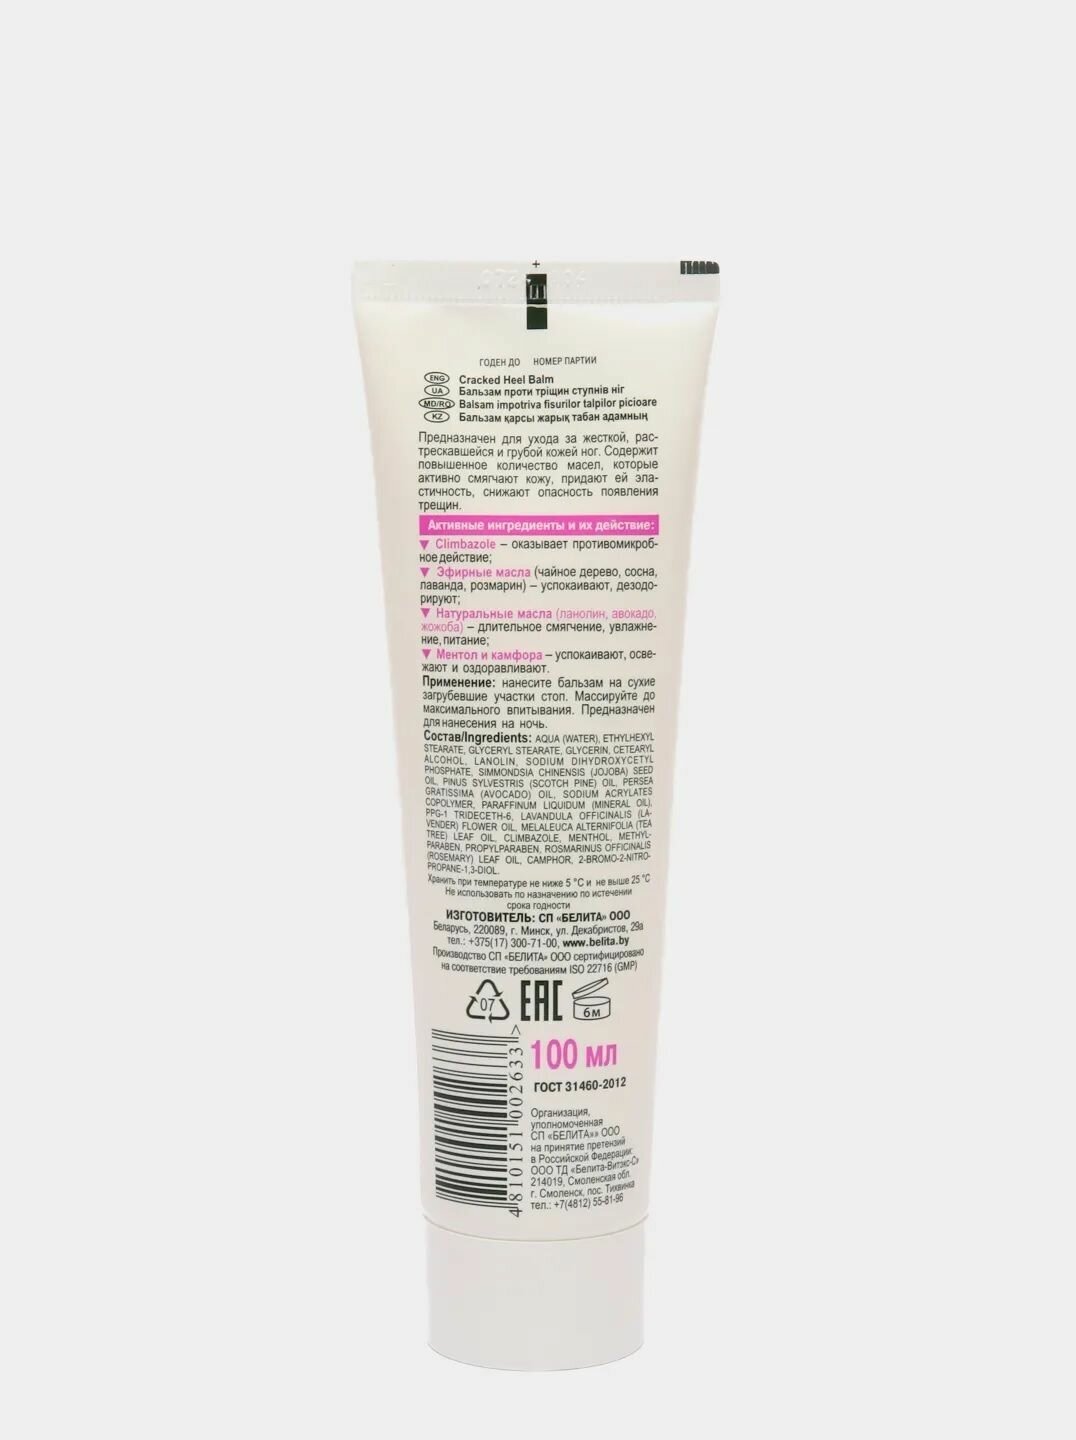 ГОДЕН ДО НОМЕР ПАРТИИ
ENG Cracked Heel Balm
UA Бальзам проти тріщин ступнів ніг
MD/RO Balsam impotriva fisurilor talpilor picioare
KZ Бальзам қарсы жарық табан адамның
Предназначен для ухода за жесткой, рас-
трескавшейся и грубой кожей ног. Содержит
повышенное количество масел, которые
активно смягчают кожу, придают ей эла-
стичность, снижают опасность появления
трещин.
Активные ингредиенты и их действие:
▼ Climbazole – оказывает противомикроб-
ное действие;
▼ Эфирные масла (чайное дерево, сосна,
лаванда, розмарин) – успокаивают, дезодо-
рируют;
▼ Натуральные масла (ланолин, авокадо,
жожоба) – длительное смягчение, увлажне-
ние, питание;
▼ Ментол и камфора – успокаивают, осве-
жают и оздоравливают.
Применение: нанесите бальзам на сухие
загрубевшие участки стоп. Массируйте до
максимального впитывания. Предназначен
для нанесения на ночь.
Состав/Ingredients: AQUA (WATER), ETHYLHEXYL
STEARATE, GLYCERYL STEARATE, GLYCERIN, CETEARYL
ALCOHOL, LANOLIN, SODIUM DIHYDROXYCETYL
PHOSPHATE, SIMMONDSIA CHINENSIS (JOJOBA) SEED
OIL, PINUS SYLVESTRIS (SCOTCH PINE) OIL, PERSEA
GRATISSIMA (AVOCADO) OIL, SODIUM ACRYLATES
COPOLYMER, PARAFFINUM LIQUIDUM (MINERAL OIL),
PPG-1 TRIDECETH-6, LAVANDULA OFFICINALIS (LA-
VENDER) FLOWER OIL, MELALEUCA ALTERNIFOLIA (TEA
TREE) LEAF OIL, CLIMBAZOLE, MENTHOL, METHYL-
PARABEN, PROPYLPARABEN, ROSMARINUS OFFICINALIS
(ROSEMARY) LEAF OIL, CAMPHOR, 2-BROMO-2-NITRO-
PROPANE-1,3-DIOL.
Хранить при температуре не ниже 5 °С и не выше 25 °С
Не использовать по назначению по истечении
срока годности
ИЗГОТОВИТЕЛЬ: СП «БЕЛИТА» ООО
Беларусь, 220089, г. Минск, ул. Декабристов, 29а
тел.: +375(17) 300-71-00, www.belita.by
Производство СП «БЕЛИТА» ООО сертифицировано
на соответствие требованиям ISO 22716 (GMP)
07 EAC 6м
100 мл
ГОСТ 31460-2012
4 810151 002633 >
Организация,
уполномоченная
СП «БЕЛИТА»» ООО
на принятие претензий
в Российской Федерации:
ООО ТД «Белита-Витэкс-С»
214019, Смоленская обл.
г. Смоленск, пос. Тихвинка
тел.: +7(4812) 55-81-96